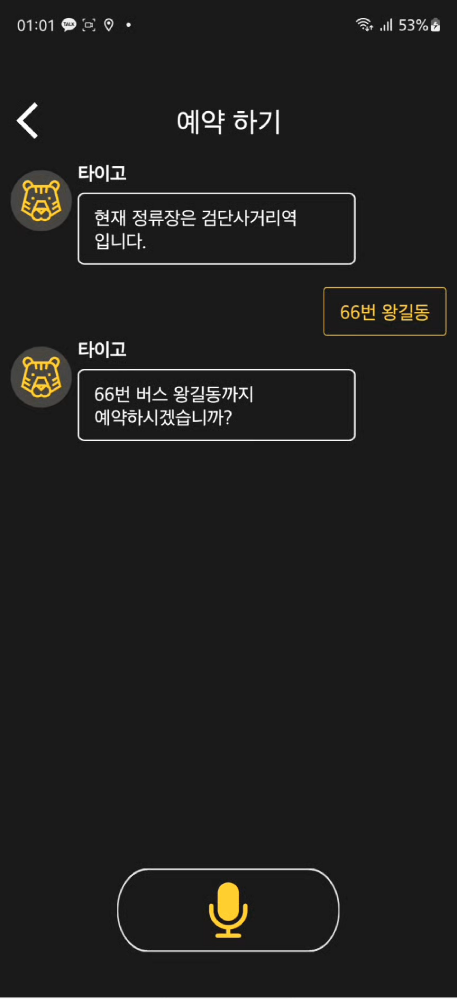 01:01 TALK 53%
예약 하기
타이고
현재 정류장은 검단사거리역
입니다.
66번 왕길동
타이고
66번 버스 왕길동까지
예약하시겠습니까?